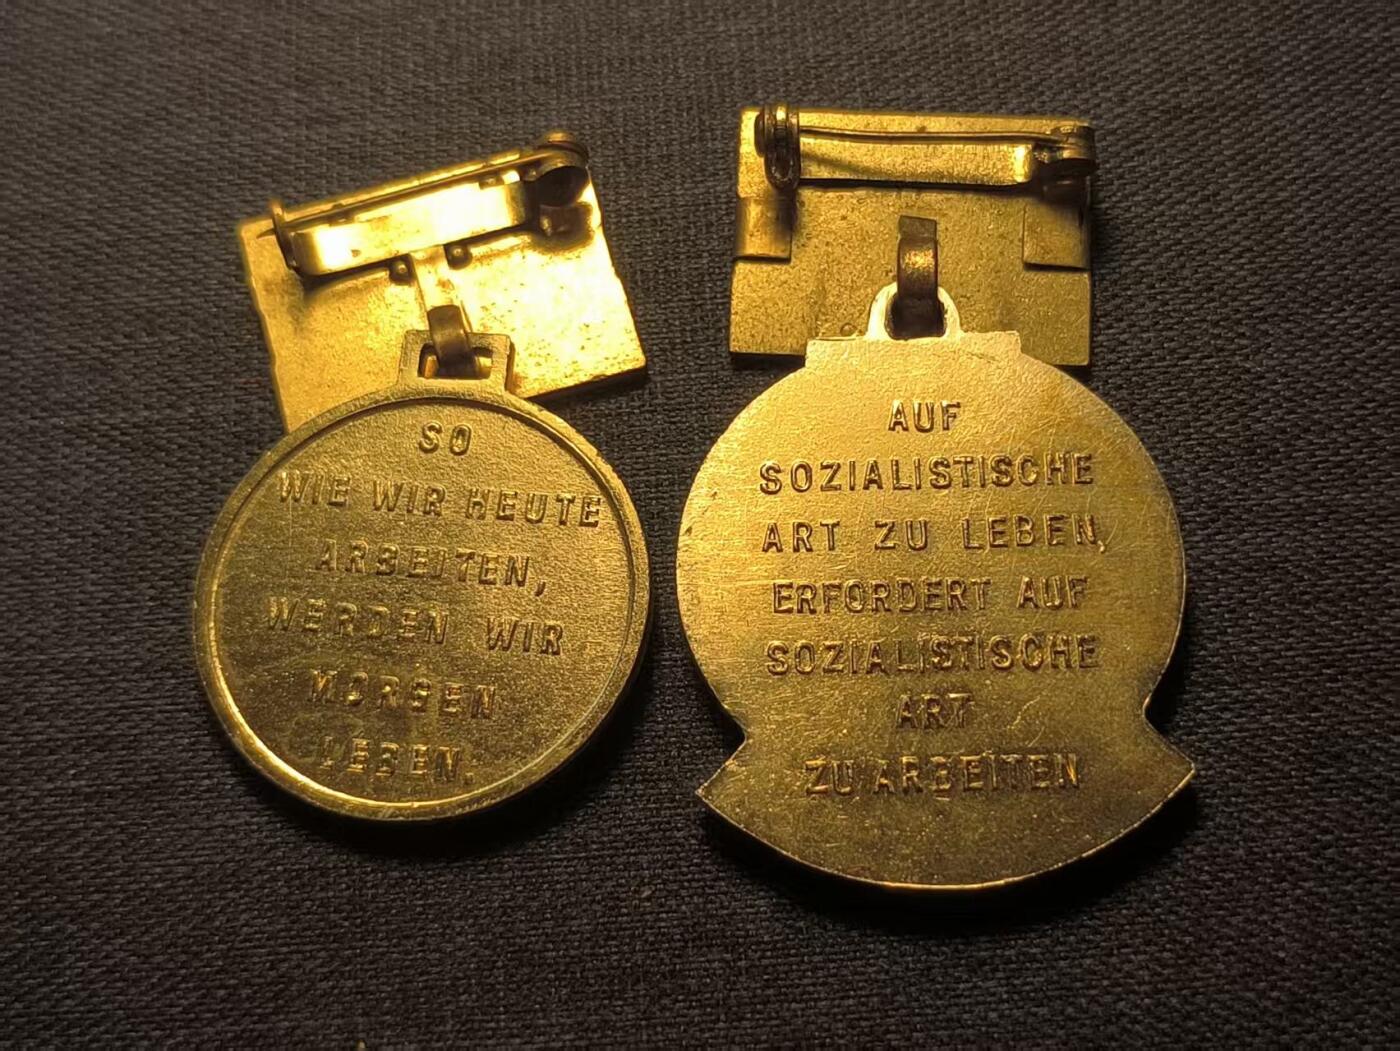 SO
WIE WIR HEUTE
ARBEITEN,
WERDEN WIR
MORGEN
LEBEN.
AUF
SOZIALISTISCHE
ART ZU LEBEN,
ERFORDERT AUF
SOZIALISTISCHE
ART
ZU ARBEITEN